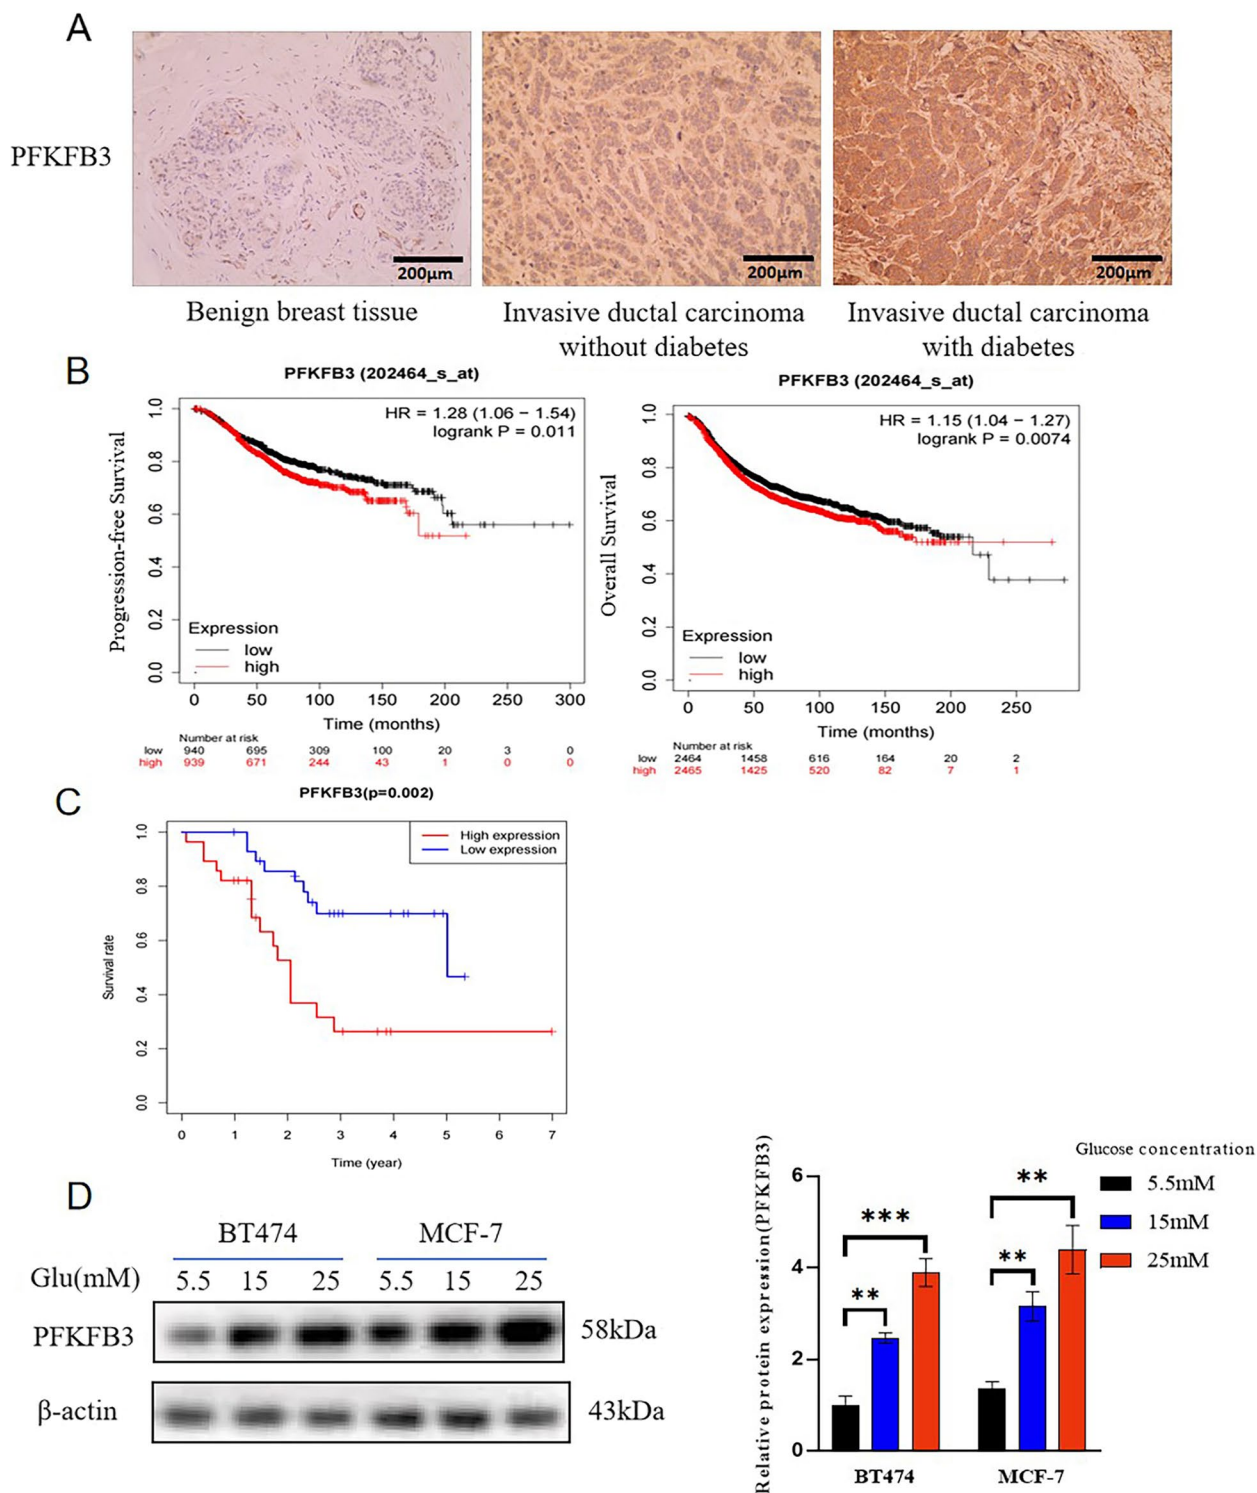 A
PFKFB3
200μm
200μm
200μm
Benign breast tissue
Invasive ductal carcinoma
without diabetes
Invasive ductal carcinoma
with diabetes
B
PFKFB3 (202464_s_at)
HR = 1.28 (1.06 − 1.54)
logrank P = 0.011
Progression-free Survival
1.0
0.8
0.6
0.4
0.2
0.0
Expression
low
high
0 50 100 150 200 250 300
Time (months)
Number at risk
low 940 695 309 100 20 3 0
high 939 671 244 43 1 0 0
PFKFB3 (202464_s_at)
HR = 1.15 (1.04 − 1.27)
logrank P = 0.0074
Overall Survival
1.0
0.8
0.6
0.4
0.2
0.0
Expression
low
high
0 50 100 150 200 250
Time (months)
Number at risk
low 2464 1458 616 164 20 2
high 2465 1425 520 82 7 1
C
PFKFB3(p=0.002)
High expression
Low expression
Survival rate
1.0
0.8
0.6
0.4
0.2
0.0
0 1 2 3 4 5 6 7
Time (year)
D
BT474 MCF-7
Glu(mM) 5.5 15 25 5.5 15 25
PFKFB3 58kDa
β-actin 43kDa
Relative protein expression(PFKFB3)
6
4
2
0
** *** ** **
BT474 MCF-7
Glucose concentration
5.5mM
15mM
25mM